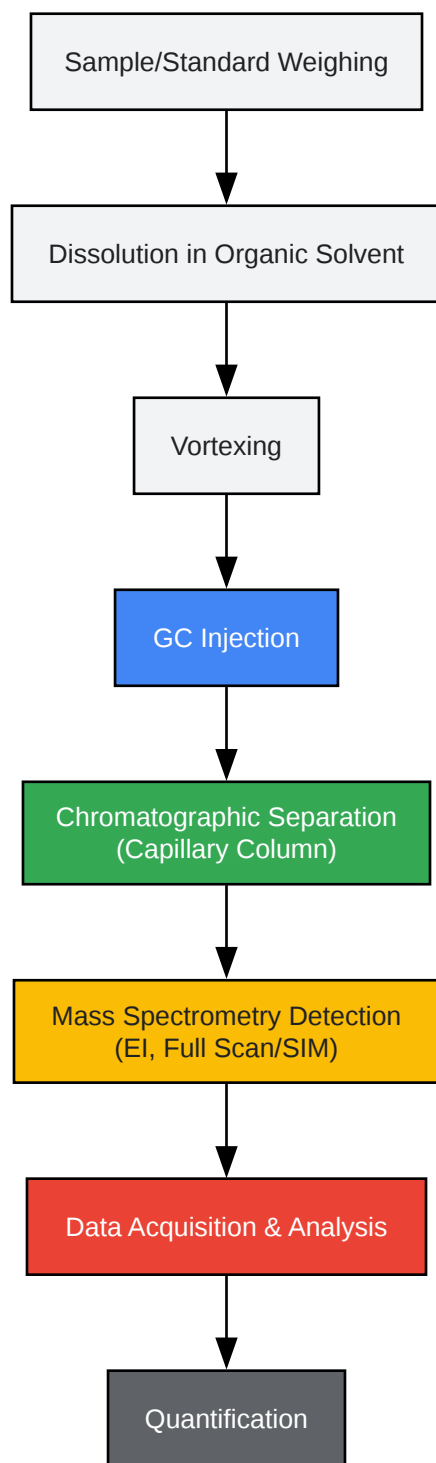 Sample/Standard Weighing
Dissolution in Organic Solvent
Vortexing
GC Injection
Chromatographic Separation
(Capillary Column)
Mass Spectrometry Detection
(EI, Full Scan/SIM)
Data Acquisition & Analysis
Quantification